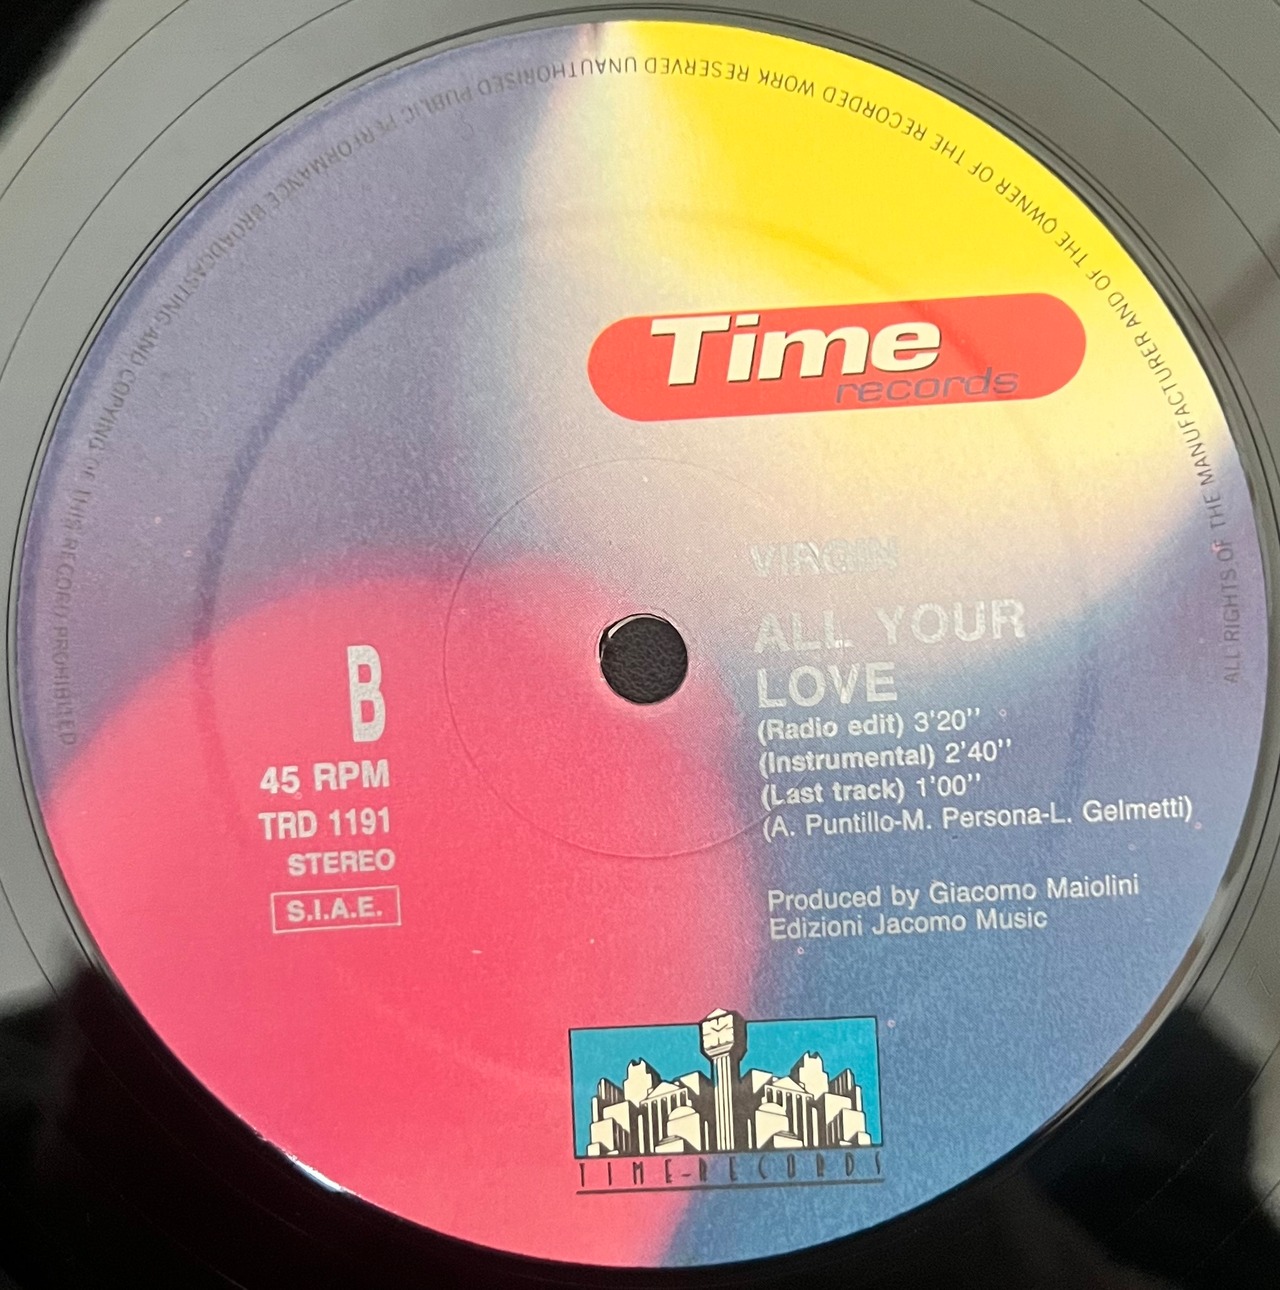 ALL RIGHTS OF THE MANUFACTURER AND OF THE OWNER OF THE RECORDED WORK RESERVED UNAUTHORISED PUBLIC PERFORMANCE BROADCASTING AND COPYING OF THIS RECORD PROHIBITED
Time
records
VIRGIN
ALL YOUR
LOVE
(Radio edit) 3'20''
(Instrumental) 2'40''
(Last track) 1'00''
(A. Puntillo-M. Persona-L. Gelmetti)
Produced by Giacomo Maiolini
Edizioni Jacomo Music
B
45 RPM
TRD 1191
STEREO
S.I.A.E.
TIME-RECORDS